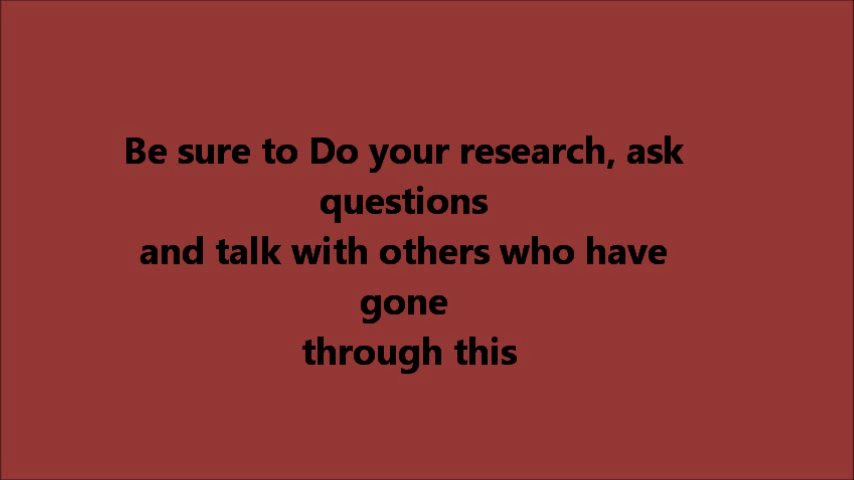 Be sure to Do your research, ask
questions
and talk with others who have
gone
through this